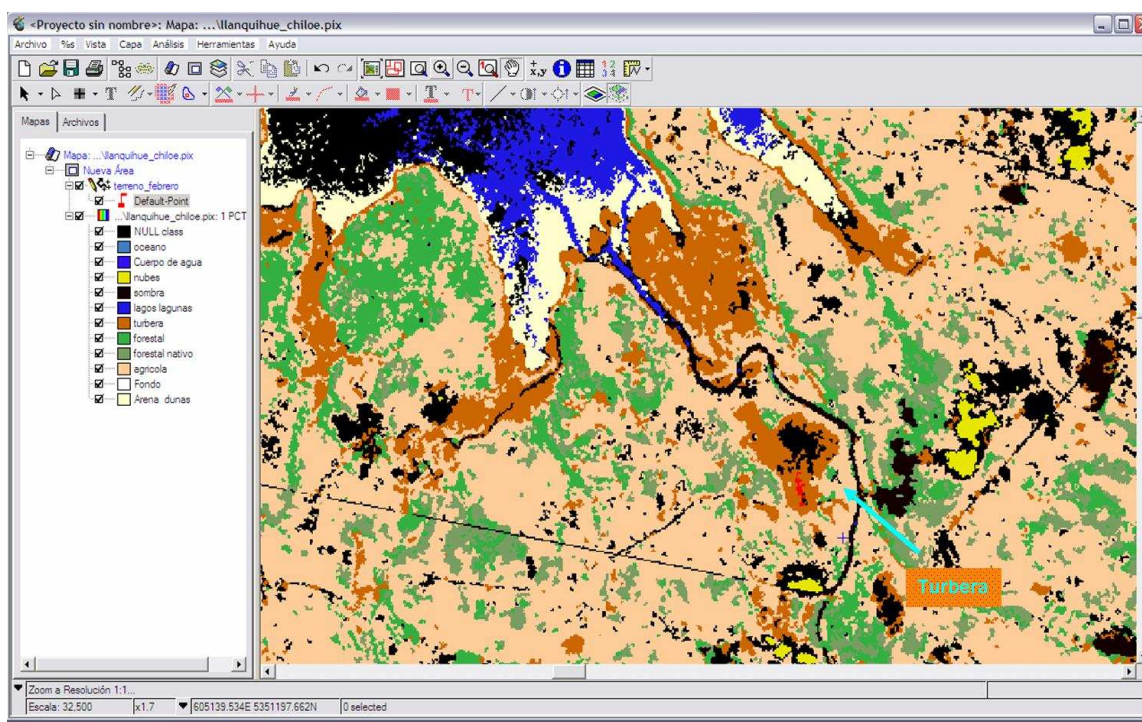 <Proyecto sin nombre>: Mapa: ...\llanquihue_chiloe.pix
Archivo %s Vista Capa Análisis Herramientas Ayuda
Mapas Archivos
Mapa: ...\llanquihue_chiloe.pix
Nueva Área
terreno_febrero
Default-Point
...\llanquihue_chiloe.pix: 1 PCT
NULL class
oceano
Cuerpo de agua
nubes
sombra
lagos lagunas
turbera
forestal
forestal nativo
agricola
Fondo
Arena dunas
Turbera
Zoom a Resolución 1:1...
Escala: 32.500 x1.7 605139.534E 5351197.662N 0 selected